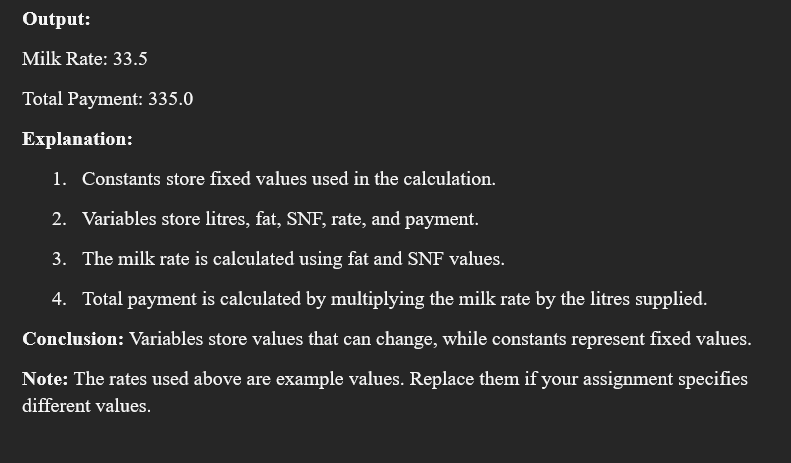 Output:
Milk Rate: 33.5
Total Payment: 335.0
Explanation:
1. Constants store fixed values used in the calculation.
2. Variables store litres, fat, SNF, rate, and payment.
3. The milk rate is calculated using fat and SNF values.
4. Total payment is calculated by multiplying the milk rate by the litres supplied.
Conclusion: Variables store values that can change, while constants represent fixed values.
Note: The rates used above are example values. Replace them if your assignment specifies
different values.